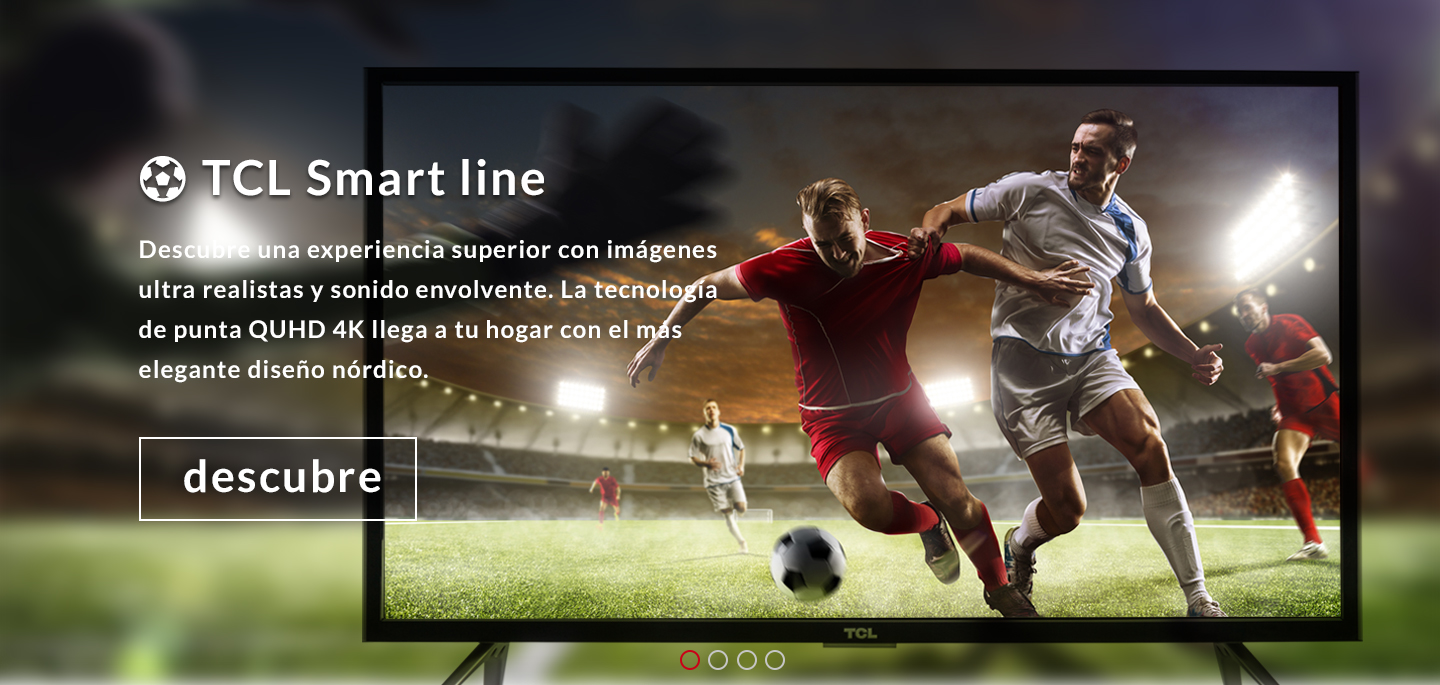 TCL Smart line
Descubre una experiencia superior con imágenes
ultra realistas y sonido envolvente. La tecnología
de punta QUHD 4K llega a tu hogar con el más
elegante diseño nórdico.
descubre
TCL